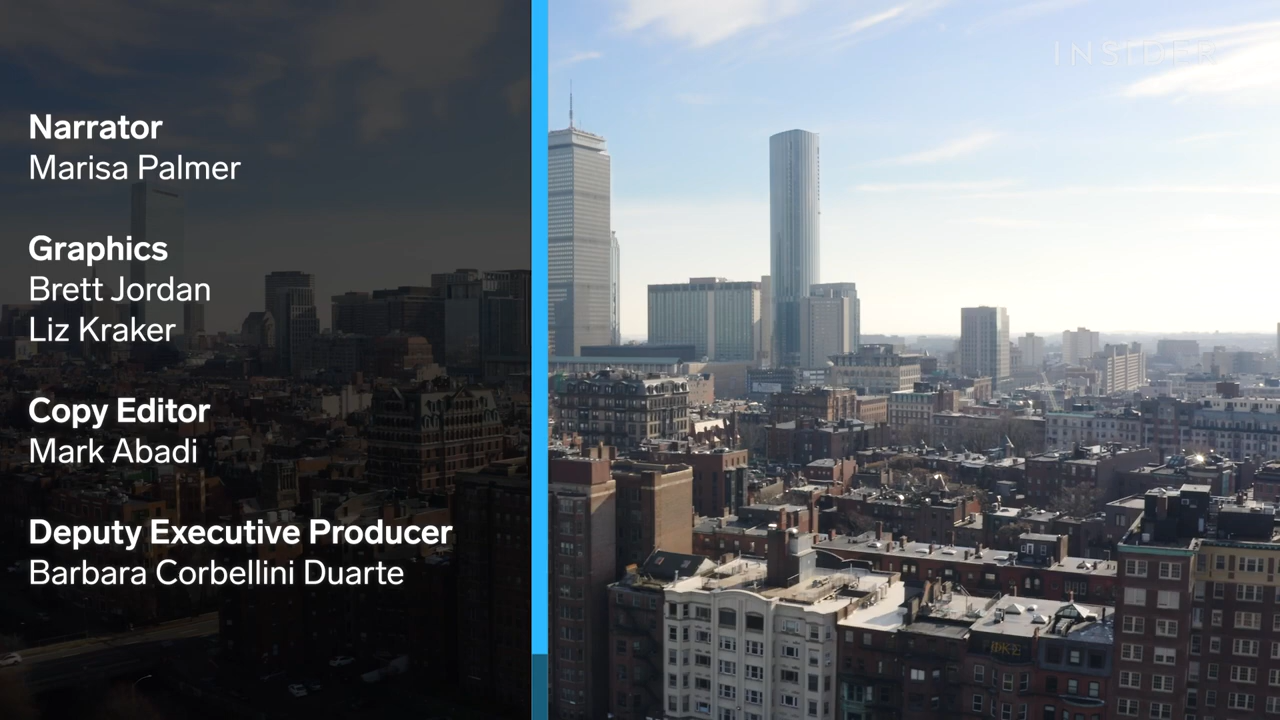 INSIDER
Narrator
Marisa Palmer
Graphics
Brett Jordan
Liz Kraker
Copy Editor
Mark Abadi
Deputy Executive Producer
Barbara Corbellini Duarte